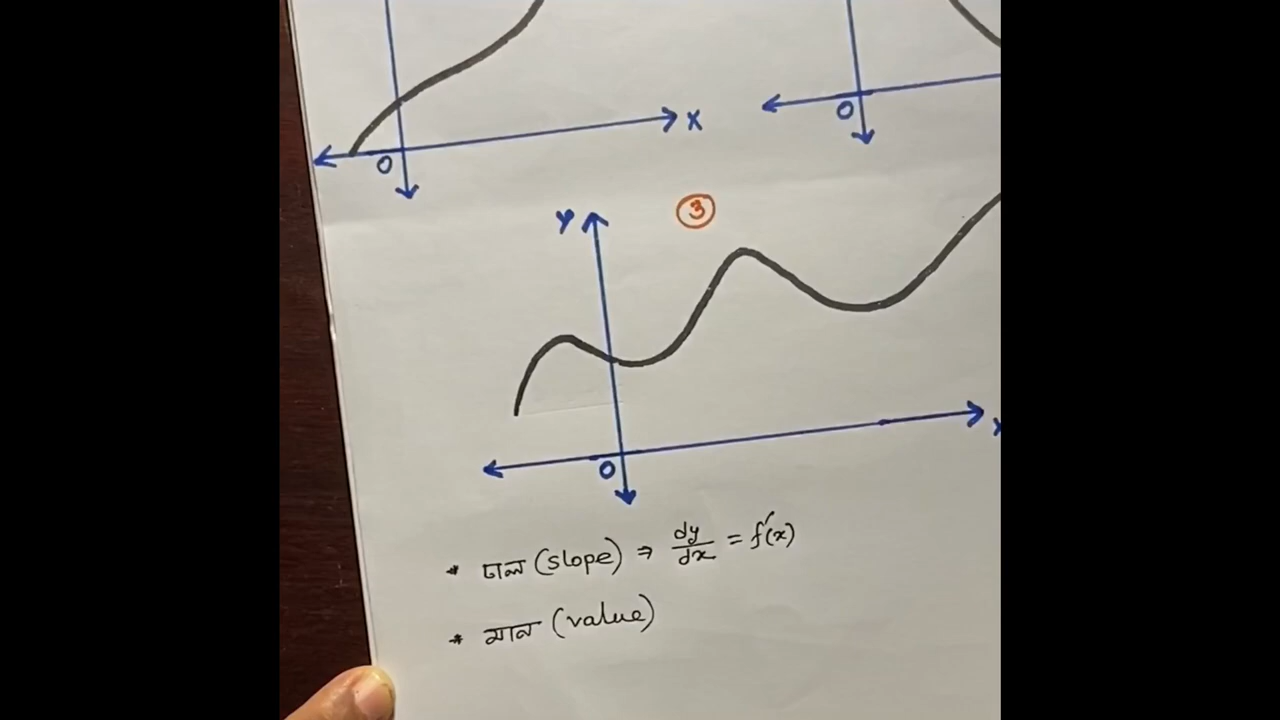 X
0
0
3
Y
X
0
* ঢাল (slope) ⇒ dy/dx = f'(x)
* মান (value)